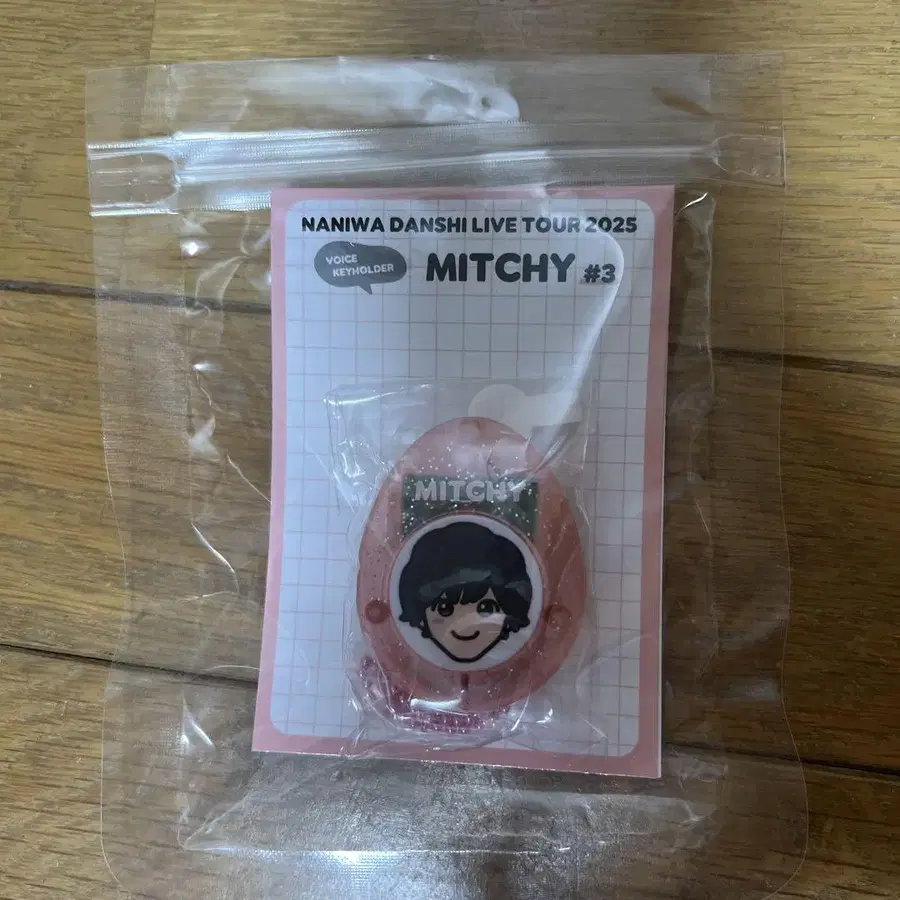 NANIWA DANSHI LIVE TOUR 2025
VOICE
KEYHOLDER
MITCHY #3
MITCHY